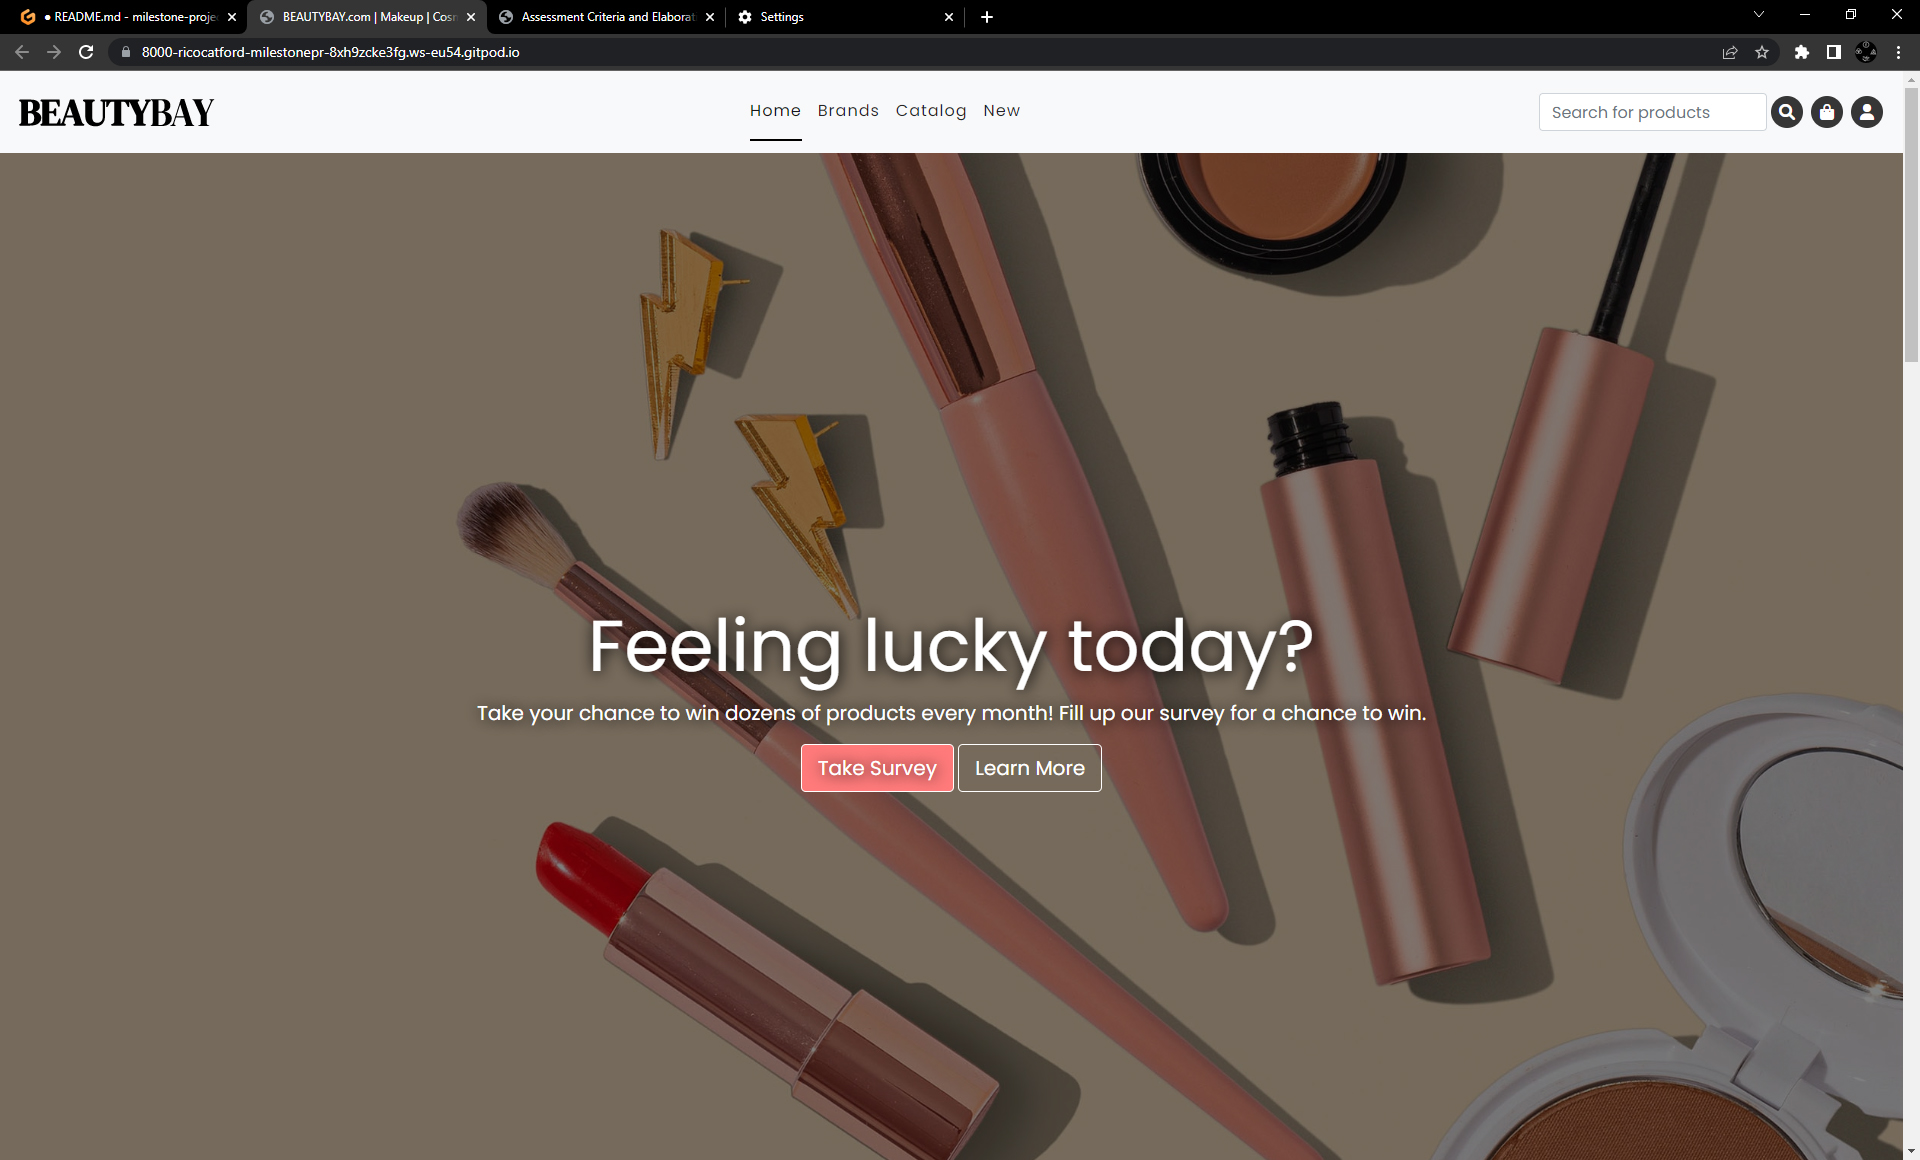 ● README.md - milestone-proje
BEAUTYBAY.com | Makeup | Cosm
Assessment Criteria and Elaborat
Settings
8000-ricocatford-milestonepr-8xh9zcke3fg.ws-eu54.gitpod.io
BEAUTYBAY
Home Brands Catalog New
Search for products
Feeling lucky today?
Take your chance to win dozens of products every month! Fill up our survey for a chance to win.
Take Survey Learn More